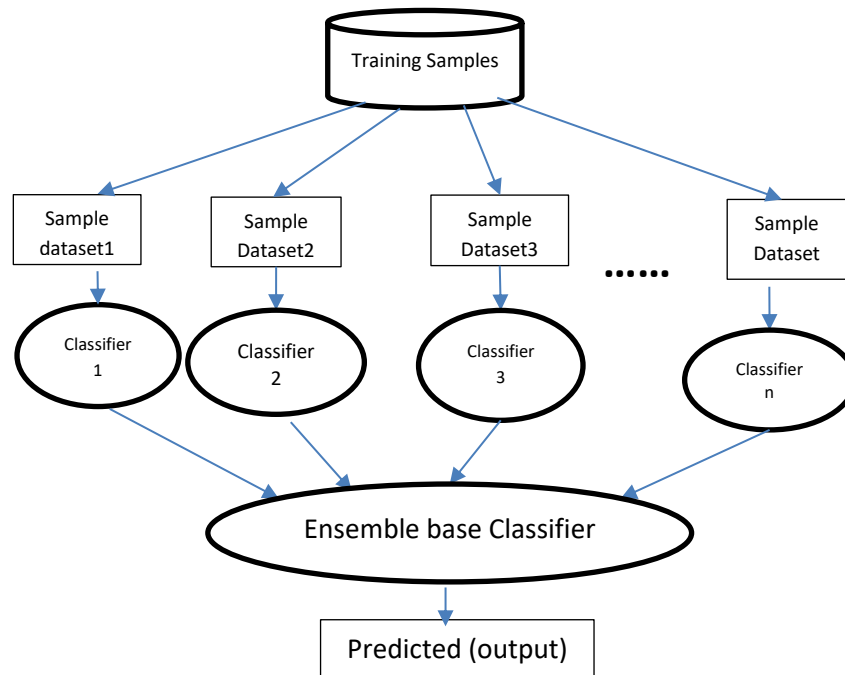 Training Samples
Sample
dataset1
Sample
Dataset2
Sample
Dataset3
......
Sample
Dataset
Classifier
1
Classifier
2
Classifier
3
Classifier
n
Ensemble base Classifier
Predicted (output)